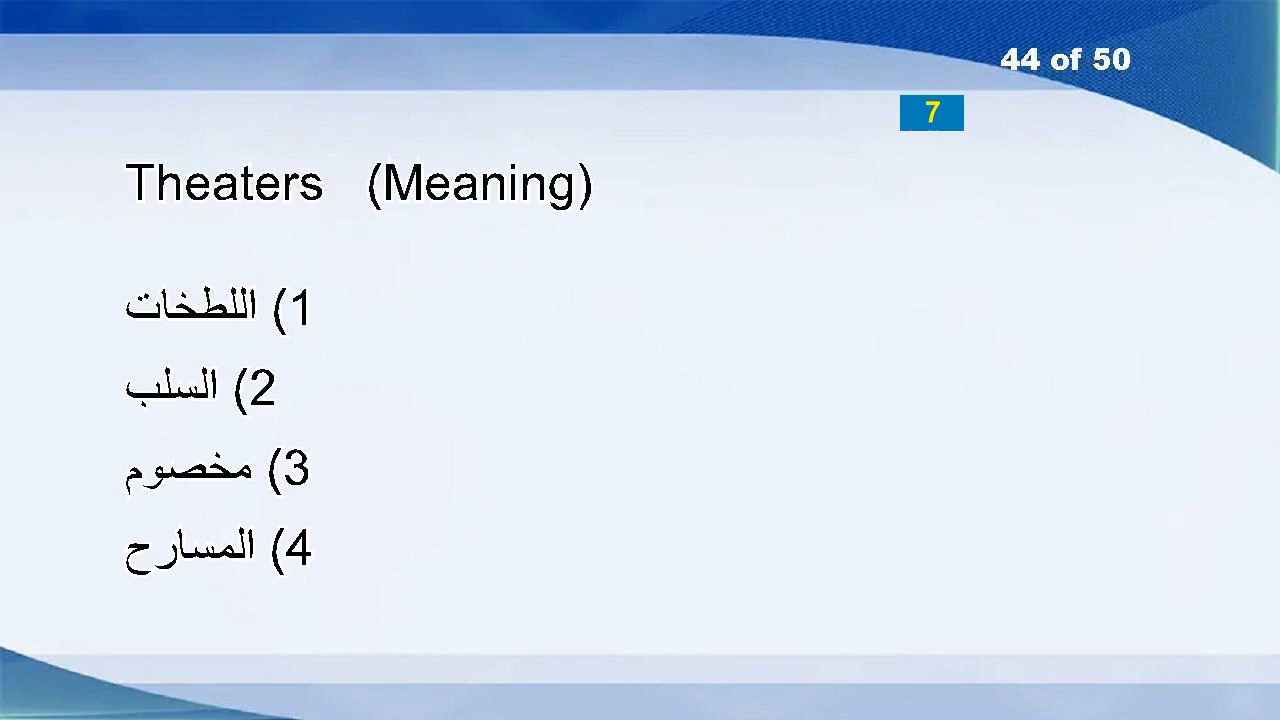 44 of 50
7
Theaters (Meaning)
1) اللطخات
2) السلب
3) مخصوم
4) المسارح